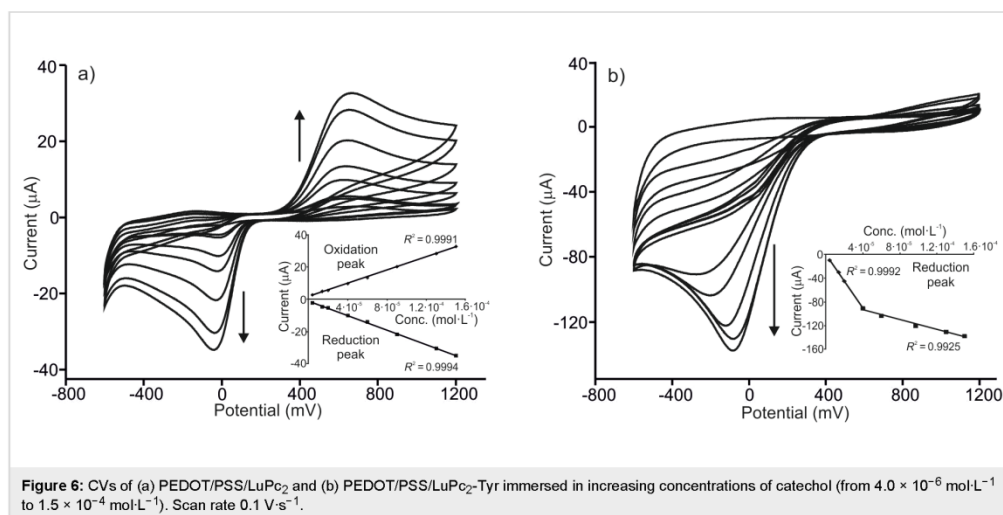 a)
40
20
0
-20
-40
Current (μA)
-800
-400
0
400
800
1200
Potential (mV)
40
20
0
-20
-40
Current (μA)
R² = 0.9991
Oxidation
peak
4·10⁻⁵
8·10⁻⁵
1.2·10⁻⁴
1.6·10⁻⁴
Conc. (mol·L⁻¹)
Reduction
peak
R² = 0.9994
b)
40
0
-40
-80
-120
Current (μA)
-800
-400
0
400
800
1200
Potential (mV)
Conc. (mol·L⁻¹)
4·10⁻⁵
8·10⁻⁵
1.2·10⁻⁴
1.6·10⁻⁴
0
-40
-80
-120
-160
Current (μA)
R² = 0.9992
Reduction
peak
R² = 0.9925
Figure 6: CVs of (a) PEDOT/PSS/LuPc₂ and (b) PEDOT/PSS/LuPc₂-Tyr immersed in increasing concentrations of catechol (from 4.0 × 10⁻⁶ mol·L⁻¹
to 1.5 × 10⁻⁴ mol·L⁻¹). Scan rate 0.1 V·s⁻¹.